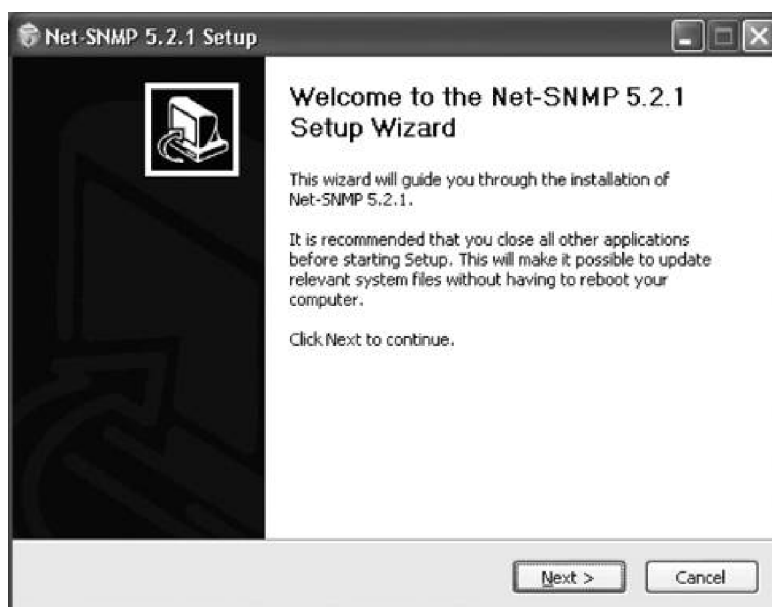 Net-SNMP 5.2.1 Setup
Welcome to the Net-SNMP 5.2.1
Setup Wizard
This wizard will guide you through the installation of
Net-SNMP 5.2.1.
It is recommended that you close all other applications
before starting Setup. This will make it possible to update
relevant system files without having to reboot your
computer.
Click Next to continue.
Next >
Cancel